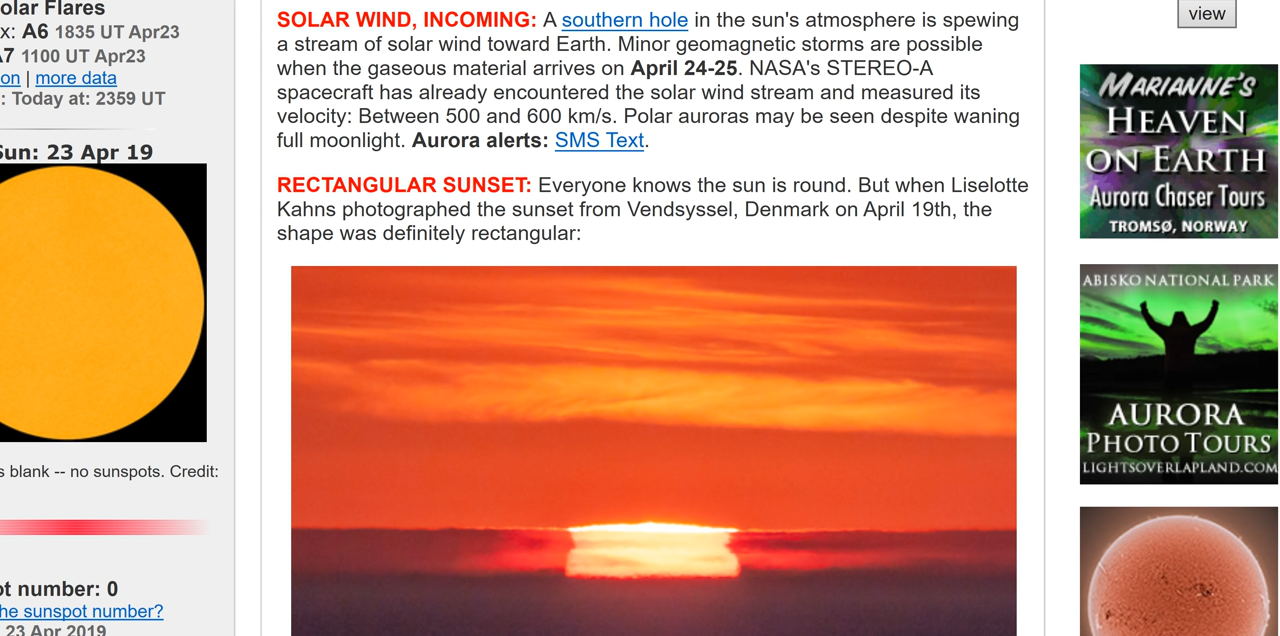 olar Flares
x: A6 1835 UT Apr23
A7 1100 UT Apr23
on | more data
: Today at: 2359 UT
Sun: 23 Apr 19
s blank -- no sunspots. Credit:
ot number: 0
he sunspot number?
23 Apr 2019
SOLAR WIND, INCOMING: A southern hole in the sun's atmosphere is spewing
a stream of solar wind toward Earth. Minor geomagnetic storms are possible
when the gaseous material arrives on April 24-25. NASA's STEREO-A
spacecraft has already encountered the solar wind stream and measured its
velocity: Between 500 and 600 km/s. Polar auroras may be seen despite waning
full moonlight. Aurora alerts: SMS Text.
RECTANGULAR SUNSET: Everyone knows the sun is round. But when Liselotte
Kahns photographed the sunset from Vendsyssel, Denmark on April 19th, the
shape was definitely rectangular:
view
MARIANNE'S
HEAVEN
ON EARTH
Aurora Chaser Tours
TROMSØ, NORWAY
ABISKO NATIONAL PARK
AURORA
PHOTO TOURS
LIGHTSOVERLAPLAND.COM